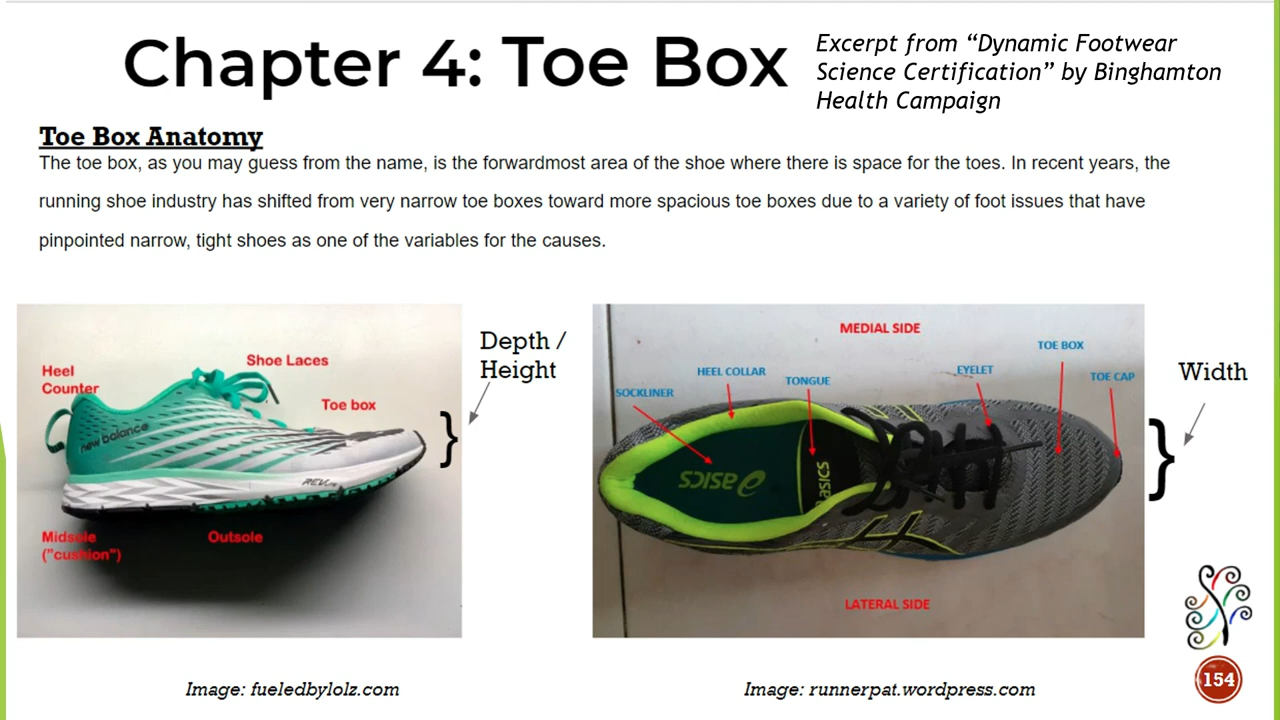 Chapter 4: Toe Box
Excerpt from “Dynamic Footwear
Science Certification” by Binghamton
Health Campaign
Toe Box Anatomy
The toe box, as you may guess from the name, is the forwardmost area of the shoe where there is space for the toes. In recent years, the
running shoe industry has shifted from very narrow toe boxes toward more spacious toe boxes due to a variety of foot issues that have
pinpointed narrow, tight shoes as one of the variables for the causes.
Heel
Counter
Shoe Laces
Toe box
new balance
REVlite
Midsole
("cushion")
Outsole
}
Depth /
Height
MEDIAL SIDE
TOE BOX
HEEL COLLAR
EYELET
TOE CAP
TONGUE
SOCKLINER
asics
asics
LATERAL SIDE
}
Width
Image: fueledbylolz.com
Image: runnerpat.wordpress.com
154